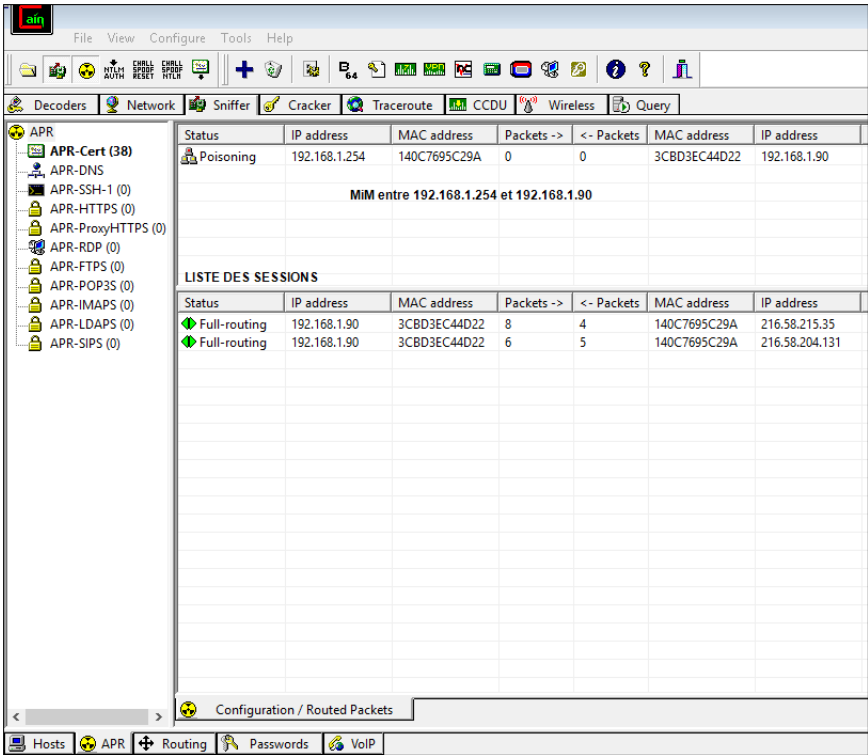 aín
File View Configure Tools Help
NTLM AUTH CHALL SPOOF RESET CHALL SPOOF NTLM B 64
Decoders Network Sniffer Cracker Traceroute CCDU Wireless Query
APR
APR-Cert (38)
APR-DNS
APR-SSH-1 (0)
APR-HTTPS (0)
APR-ProxyHTTPS (0)
APR-RDP (0)
APR-FTPS (0)
APR-POP3S (0)
APR-IMAPS (0)
APR-LDAPS (0)
APR-SIPS (0)
Status IP address MAC address Packets -> <- Packets MAC address IP address
Poisoning 192.168.1.254 140C7695C29A 0 0 3CBD3EC44D22 192.168.1.90
MiM entre 192.168.1.254 et 192.168.1.90
LISTE DES SESSIONS
Status IP address MAC address Packets -> <- Packets MAC address IP address
Full-routing 192.168.1.90 3CBD3EC44D22 8 4 140C7695C29A 216.58.215.35
Full-routing 192.168.1.90 3CBD3EC44D22 6 5 140C7695C29A 216.58.204.131
Configuration / Routed Packets
Hosts APR Routing Passwords VoIP